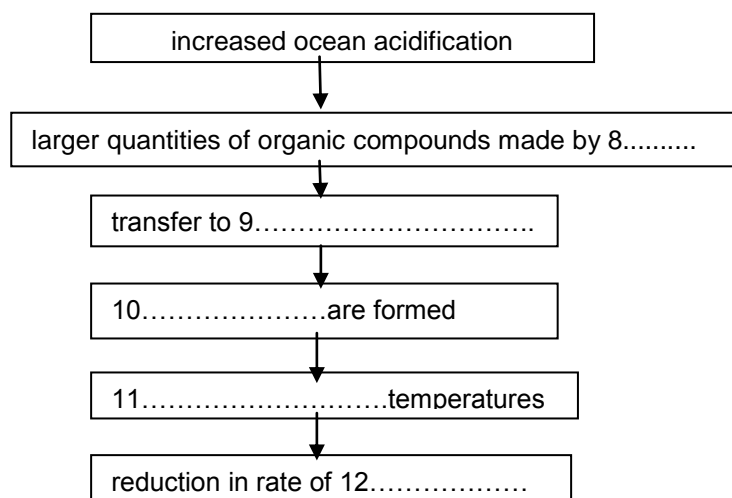 increased ocean acidification
larger quantities of organic compounds made by 8..........
transfer to 9……………………………..
10…………………are formed
11……………………….temperatures
reduction in rate of 12………………